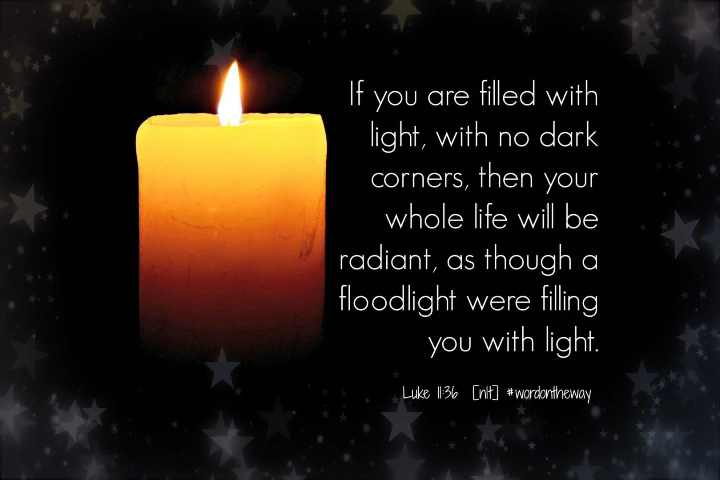 If you are filled with
light, with no dark
corners, then your
whole life will be
radiant, as though a
floodlight were filling
you with light.
Luke 11:36 [nlt] #wordontheway